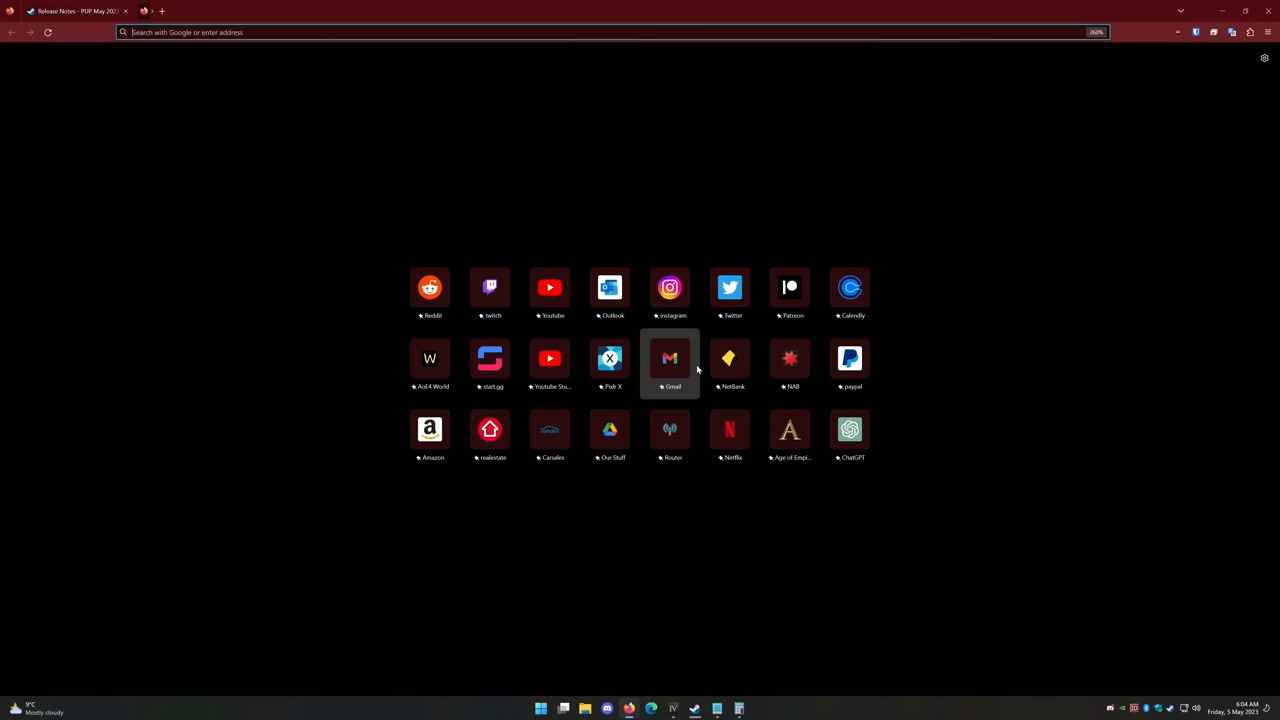 Release Notes - PUP May 2023
Search with Google or enter address
260%
Reddit
twitch
Youtube
Outlook
instagram
Twitter
Patreon
Calendly
W
AoE4 World
start.gg
Youtube Stu...
Pixlr X
Gmail
NetBank
NAB
paypal
Amazon
realestate
Carsales
Our Stuff
Router
Netflix
Age of Empi...
ChatGPT
9°C
Mostly cloudy
IV
6:04 AM
Friday, 5 May 2023